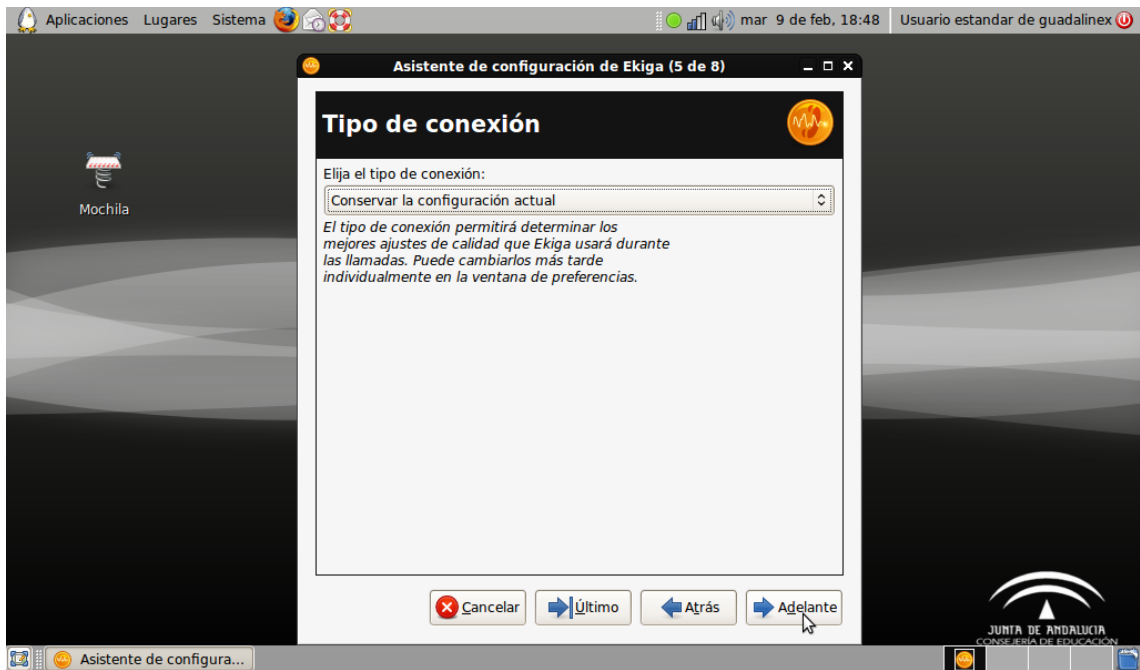 Aplicaciones Lugares Sistema mar 9 de feb, 18:48 Usuario estandar de guadalinex
Asistente de configuración de Ekiga (5 de 8)
Tipo de conexión
Elija el tipo de conexión:
Conservar la configuración actual
El tipo de conexión permitirá determinar los
mejores ajustes de calidad que Ekiga usará durante
las llamadas. Puede cambiarlos más tarde
individualmente en la ventana de preferencias.
Mochila
Cancelar Último Atrás Adelante
JUNTA DE ANDALUCIA
CONSEJERÍA DE EDUCACIÓN
Asistente de configura...